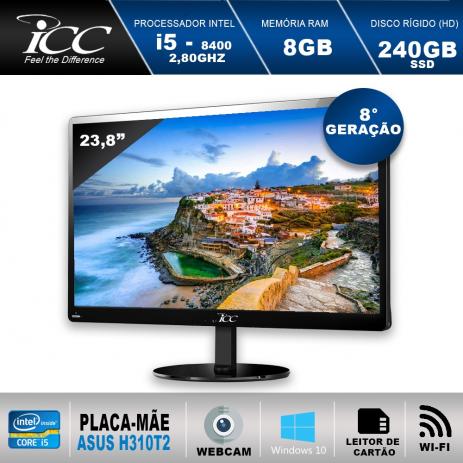 icc
Feel the Difference
PROCESSADOR INTEL
i5 - 8400
2,80GHZ
MEMÓRIA RAM
8GB
DISCO RÍGIDO (HD)
240GB
SSD
8°
GERAÇÃO
23,8”
icc
intel inside
CORE i5
PLACA-MÃE
ASUS H310T2
WEBCAM
Windows 10
LEITOR DE
CARTÃO
WI-FI